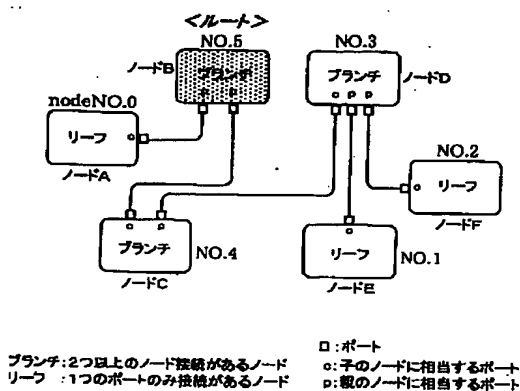 <ルート>
NO.5
NO.3
ノードB
ブランチ
p p
ブランチ
c p p
ノードD
nodeNO.0
リーフ
c
ノードA
NO.2
c
リーフ
ノードF
c c
ブランチ
NO.4
ノードC
c
リーフ
NO.1
ノードE
ブランチ:2つ以上のノード接続があるノード
リーフ :1つのポートのみ接続があるノード
:ポート
c:子のノードに相当するポート
p:親のノードに相当するポート